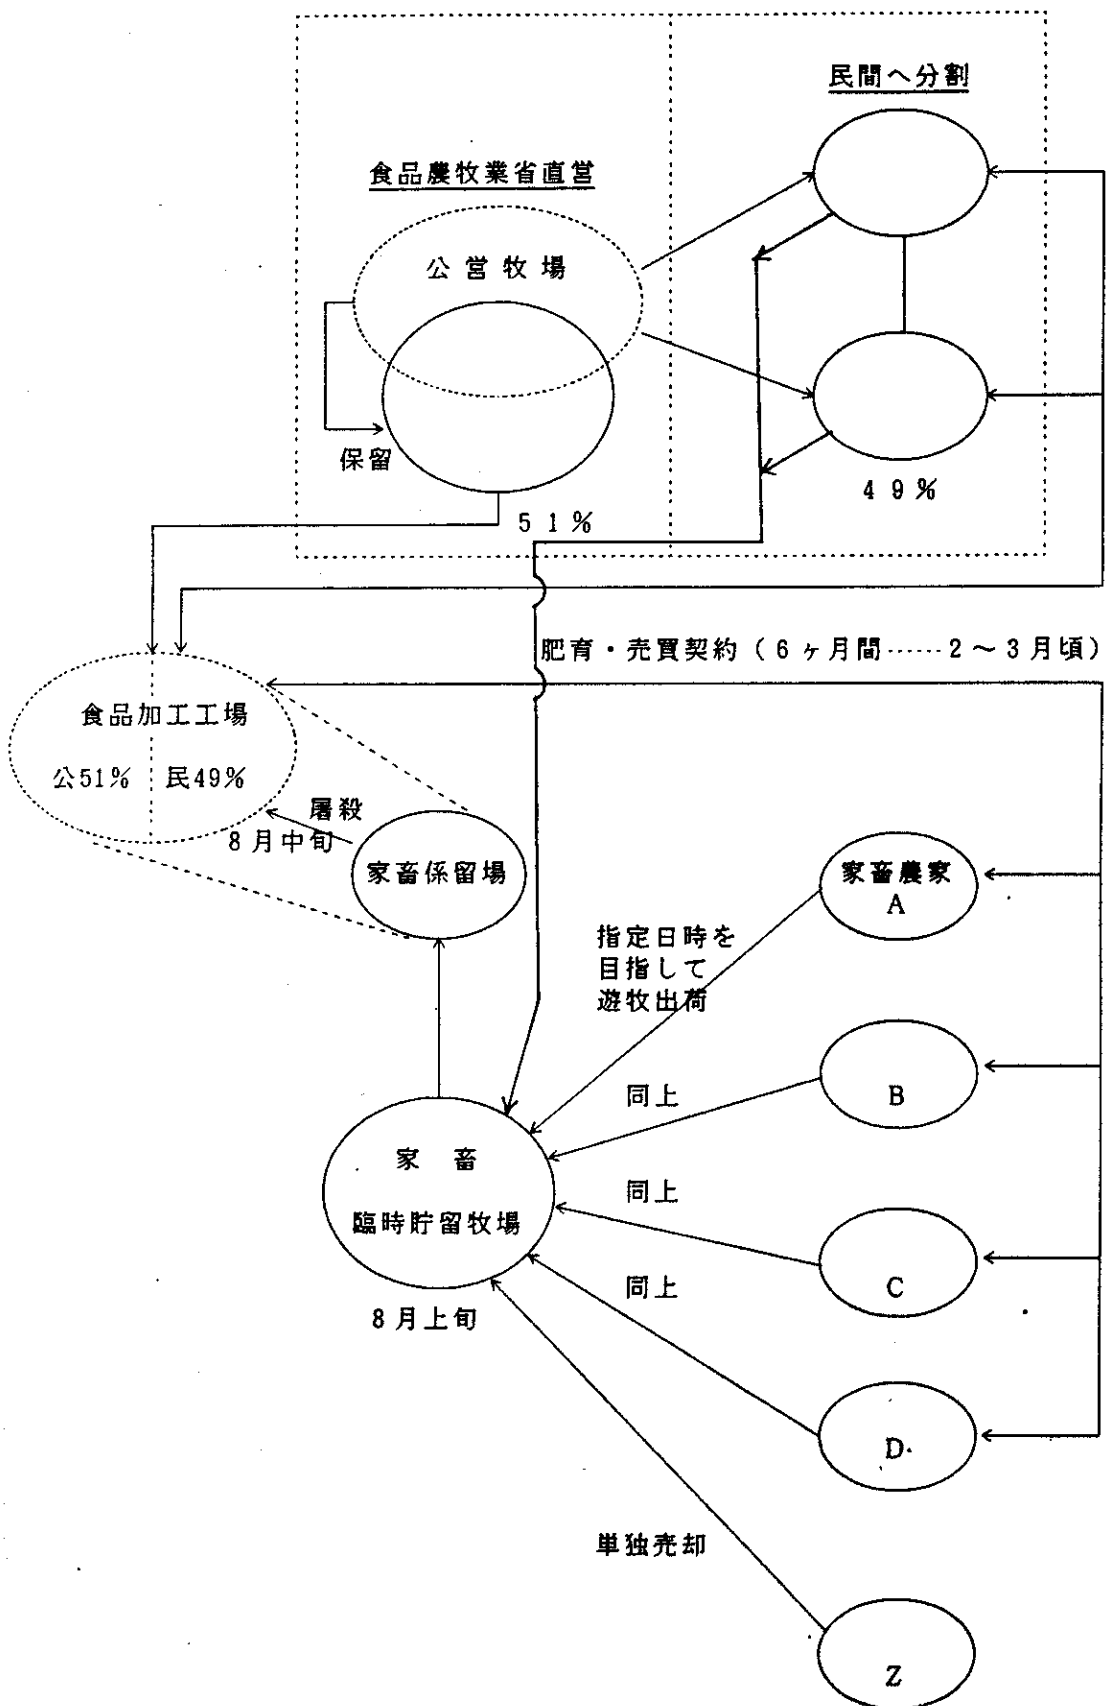 民間へ分割
食品農牧業省直営
公営牧場
保留
49%
51%
肥育・売買契約（6ヶ月間……2～3月頃）
食品加工工場
公51% 民49%
屠殺
8月中旬
家畜係留場
家畜農家
A
指定日時を
目指して
遊牧出荷
同上
B
家畜
臨時貯留牧場
同上
C
同上
8月上旬
D
単独売却
Z